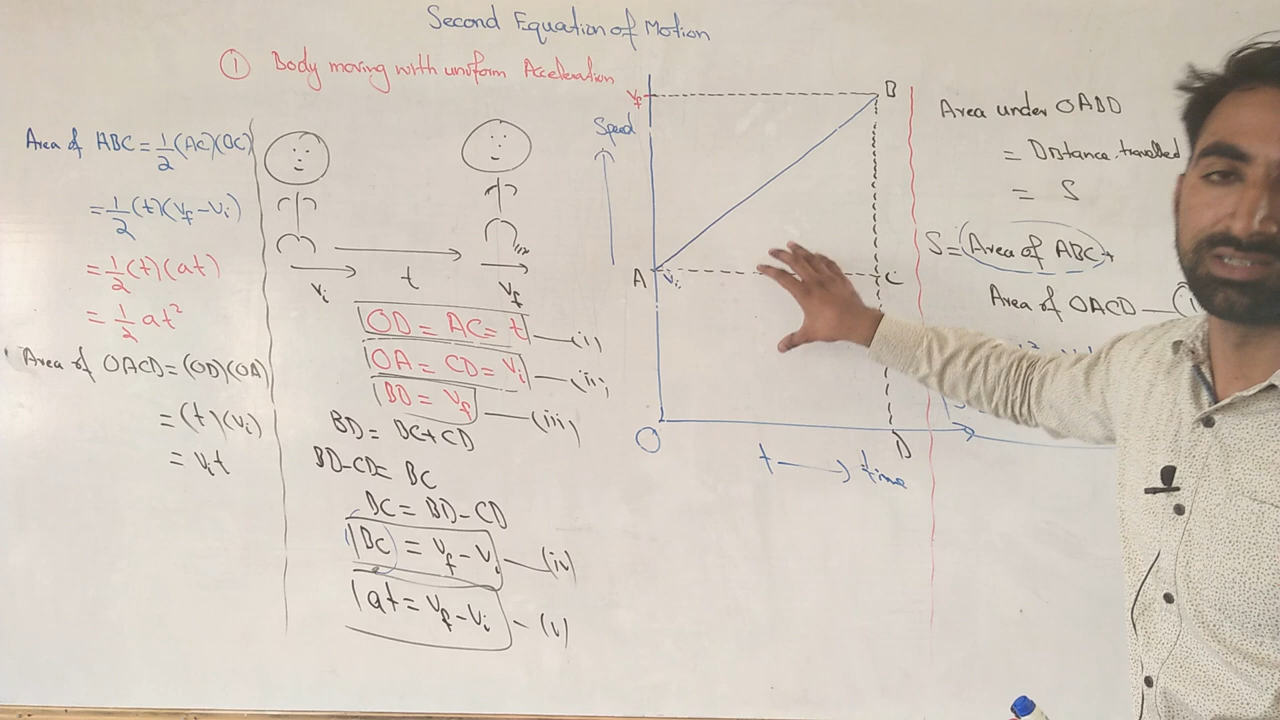 Second Equation of Motion
① Body moving with uniform Acceleration
Area of ABC = 1/2 (AC)(BC)
= 1/2 (t)(vf - vi)
= 1/2 (t)(at)
= 1/2 at²
Area of OACD = (OD)(OA)
= (t)(vi)
= vit
vi
t
vf
OD = AC = t — (i)
OA = CD = vi — (ii)
BD = vf — (iii)
BD = BC + CD
BD - CD = BC
BC = BD - CD
BC = vf - vi — (iv)
at = vf - vi — (v)
vf
B
Speed
A
vi
C
O
D
t → time
Area under OABD
= Distance travelled
= S
S = Area of ABC +
Area of OACD —